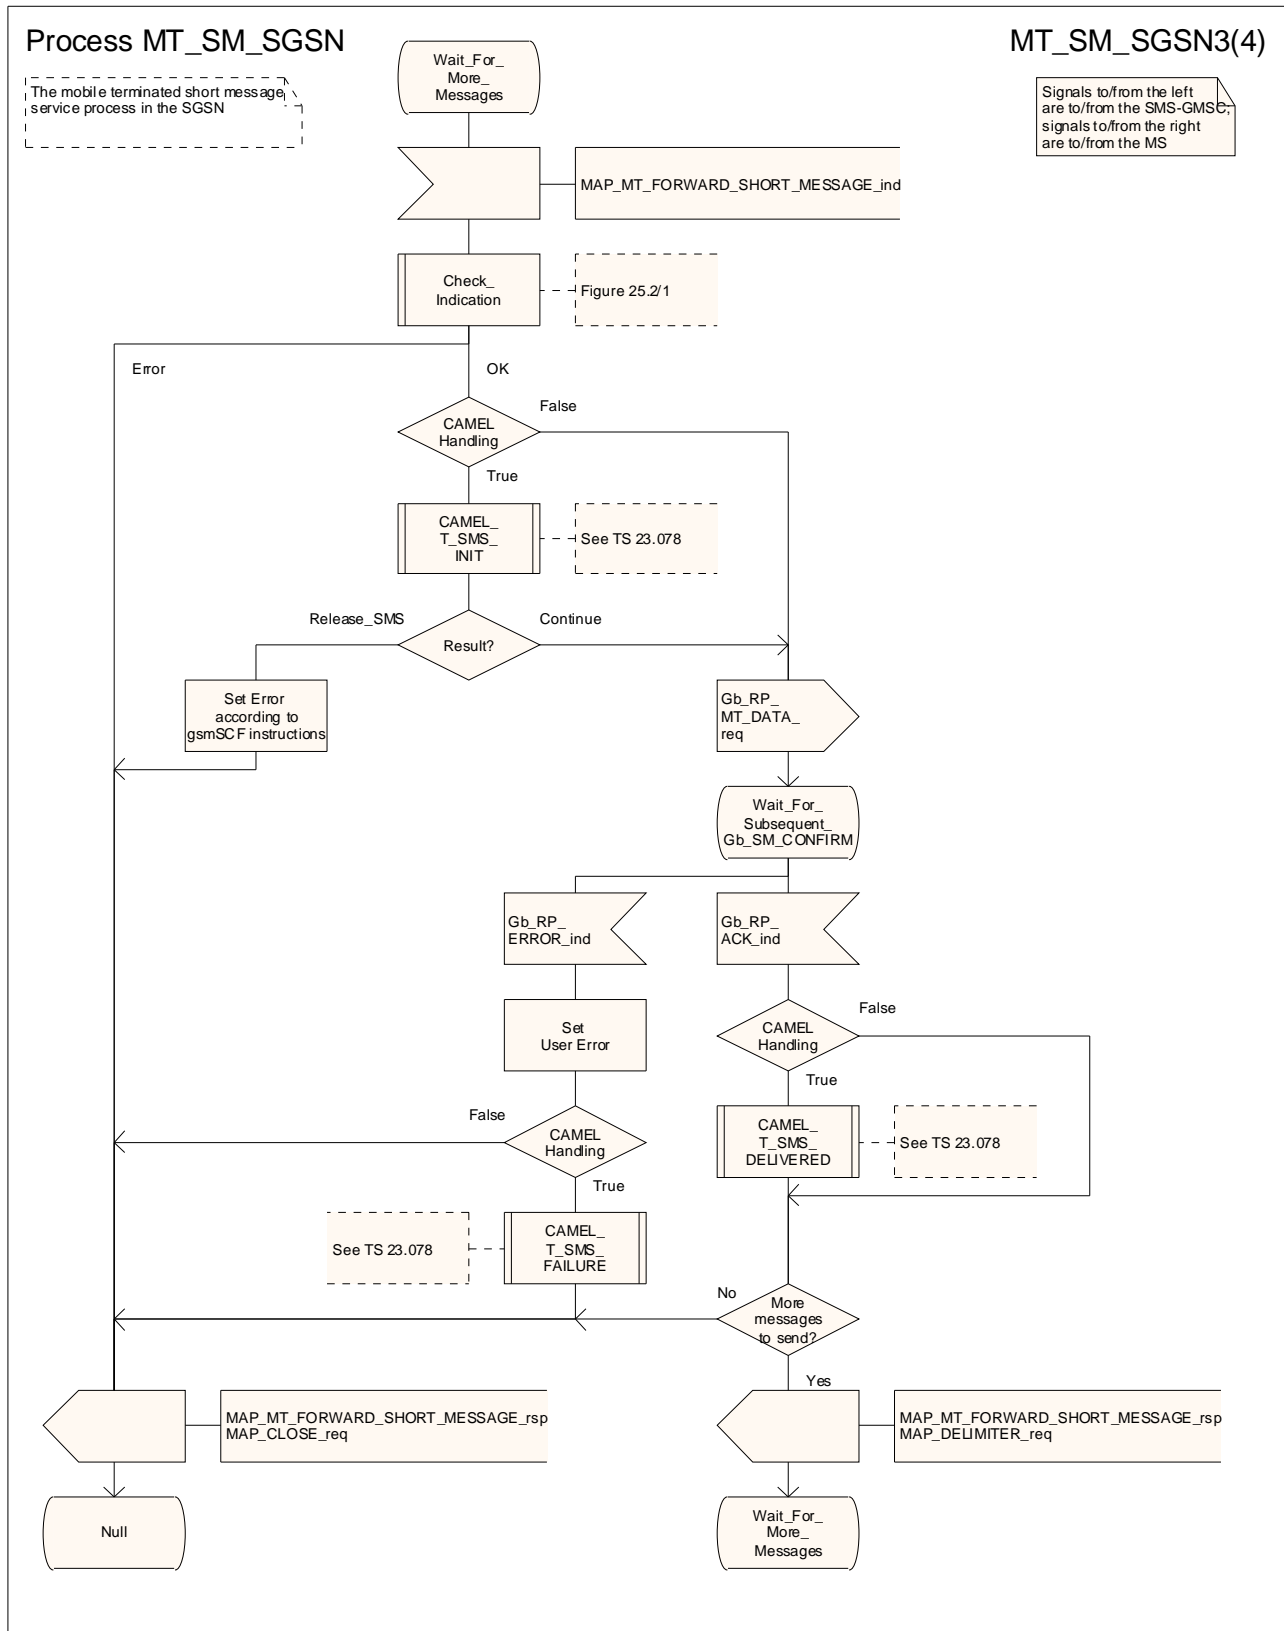 Process MT_SM_SGSN
MT_SM_SGSN3(4)
The mobile terminated short message
service process in the SGSN
Signals to/from the left
are to/from the SMS-GMSC;
signals to/from the right
are to/from the MS
Wait_For_
More_
Messages
MAP_MT_FORWARD_SHORT_MESSAGE_ind
Check_
Indication
Figure 25.2/1
Error
OK
CAMEL
Handling
False
True
CAMEL_
T_SMS_
INIT
See TS 23.078
Release_SMS
Result?
Continue
Set Error
according to
gsmSCF instructions
Gb_RP_
MT_DATA_
req
Wait_For_
Subsequent_
Gb_SM_CONFIRM
Gb_RP_
ERROR_ind
Gb_RP_
ACK_ind
Set
User Error
CAMEL
Handling
False
True
False
CAMEL
Handling
True
CAMEL_
T_SMS_
DELIVERED
See TS 23.078
See TS 23.078
CAMEL_
T_SMS_
FAILURE
No
More
messages
to send?
Yes
MAP_MT_FORWARD_SHORT_MESSAGE_rsp
MAP_CLOSE_req
MAP_MT_FORWARD_SHORT_MESSAGE_rsp
MAP_DELIMITER_req
Null
Wait_For_
More_
Messages